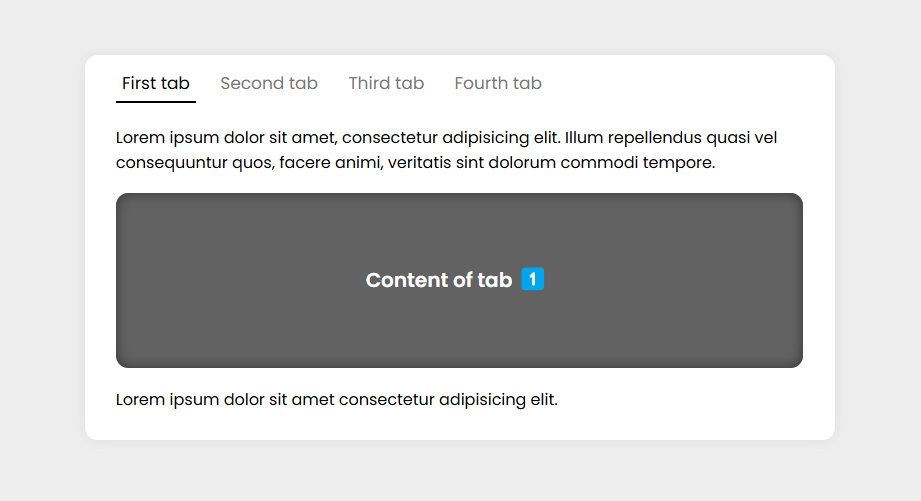 First tab Second tab Third tab Fourth tab
Lorem ipsum dolor sit amet, consectetur adipisicing elit. Illum repellendus quasi vel
consequuntur quos, facere animi, veritatis sint dolorum commodi tempore.
Content of tab 1️⃣
Lorem ipsum dolor sit amet consectetur adipisicing elit.